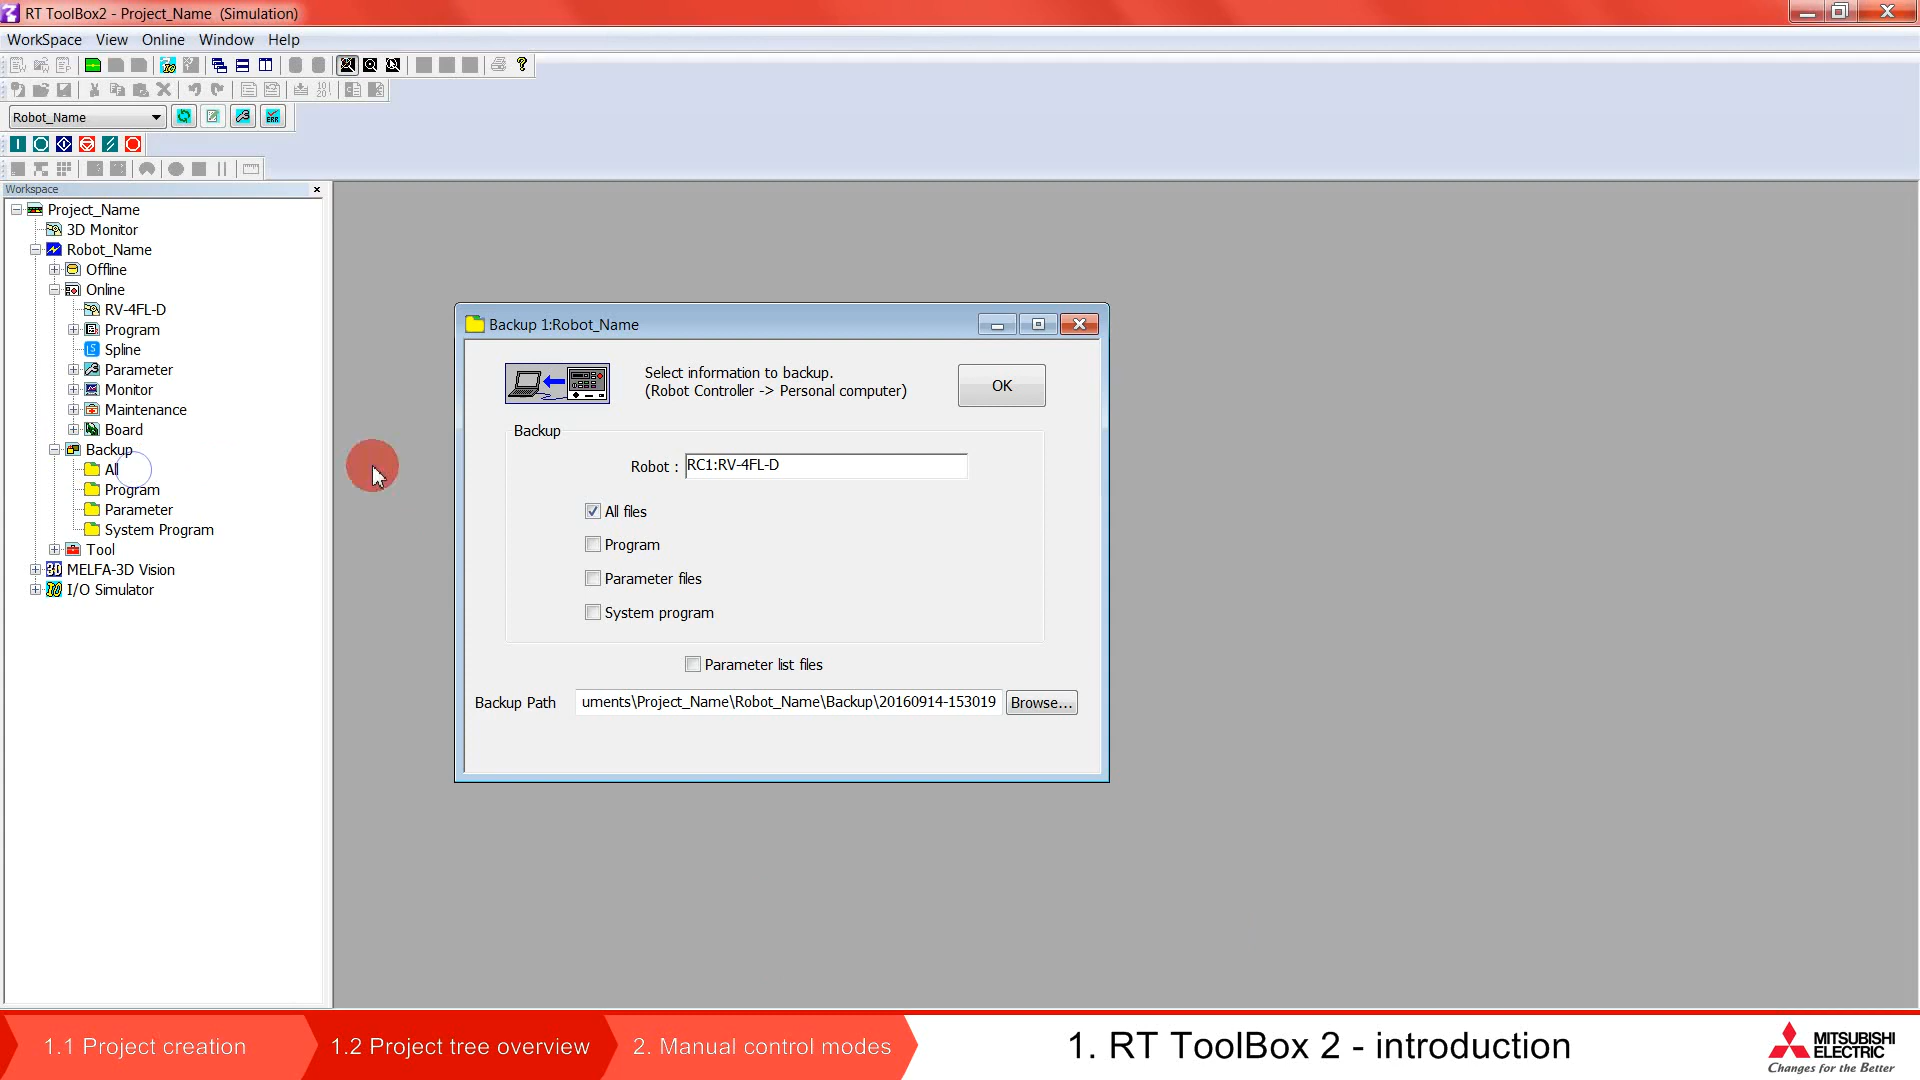 RT ToolBox2 - Project_Name (Simulation)
WorkSpace View Online Window Help
Robot_Name
Workspace
Project_Name
3D Monitor
Robot_Name
Offline
Online
RV-4FL-D
Program
Spline
Parameter
Monitor
Maintenance
Board
Backup
All
Program
Parameter
System Program
Tool
MELFA-3D Vision
I/O Simulator
Backup 1:Robot_Name
Select information to backup.
(Robot Controller -> Personal computer)
OK
Backup
Robot : RC1:RV-4FL-D
All files
Program
Parameter files
System program
Parameter list files
Backup Path uments\Project_Name\Robot_Name\Backup\20160914-153019 Browse...
1.1 Project creation
1.2 Project tree overview
2. Manual control modes
1. RT ToolBox 2 - introduction
MITSUBISHI
ELECTRIC
Changes for the Better